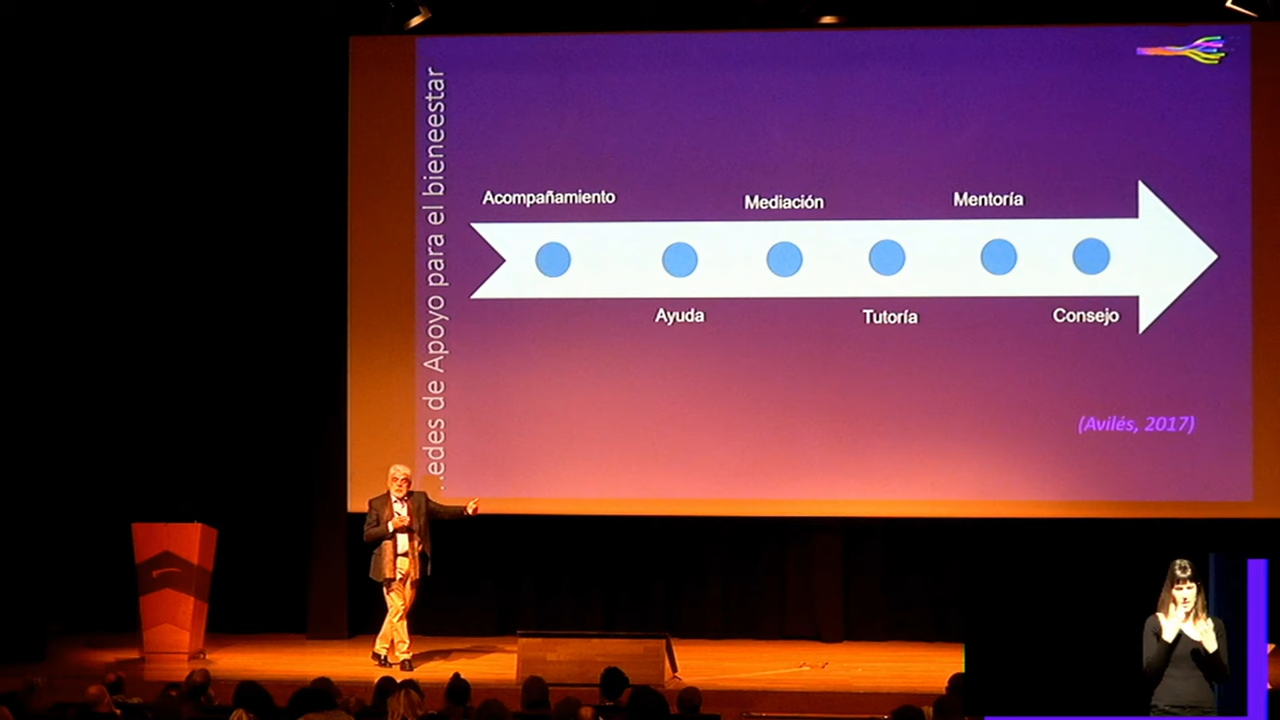 ..edes de Apoyo para el bieneestar
Acompañamiento
Mediación
Mentoría
Ayuda
Tutoría
Consejo
(Avilés, 2017)